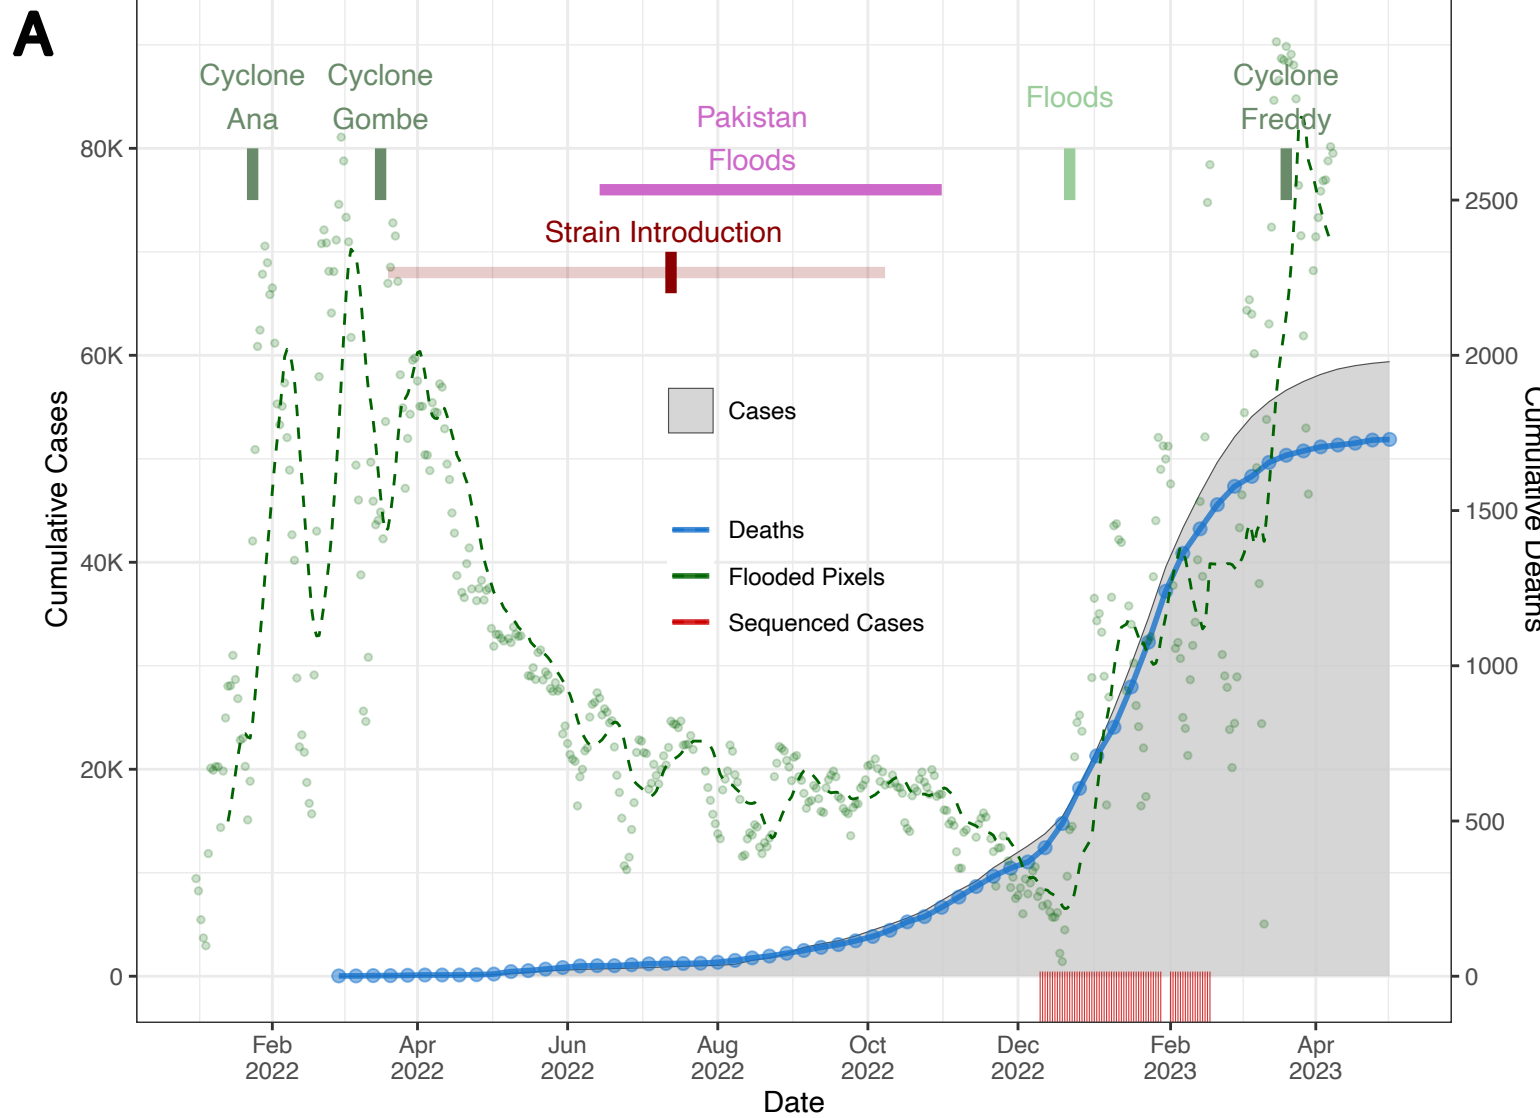 A
Cyclone
Ana
Cyclone
Gombe
Pakistan
Floods
Floods
Cyclone
Freddy
Strain Introduction
Cases
Deaths
Flooded Pixels
Sequenced Cases
Cumulative Cases
80K
60K
40K
20K
0
Cumulative Deaths
2500
2000
1500
1000
500
0
Feb
2022
Apr
2022
Jun
2022
Aug
2022
Oct
2022
Dec
2022
Feb
2023
Apr
2023
Date